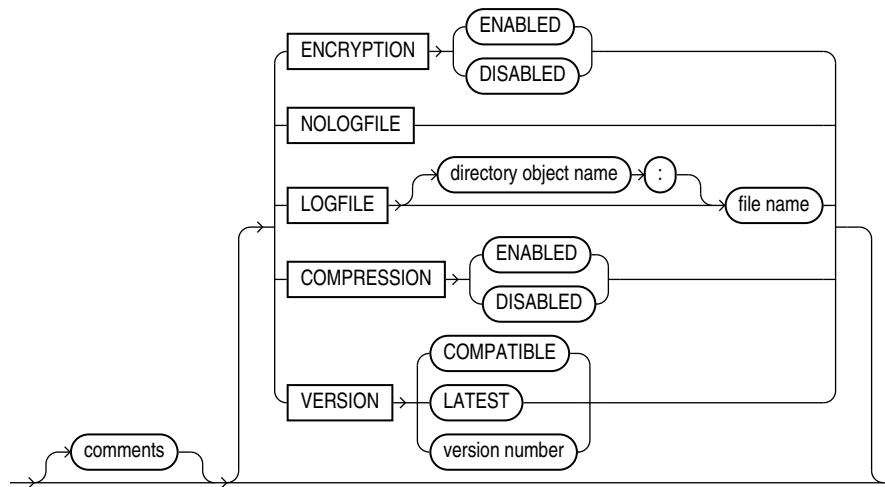 ENABLED
ENCRYPTION
DISABLED
NOLOGFILE
directory object name :
LOGFILE
file name
ENABLED
COMPRESSION
DISABLED
COMPATIBLE
VERSION LATEST
version number
comments